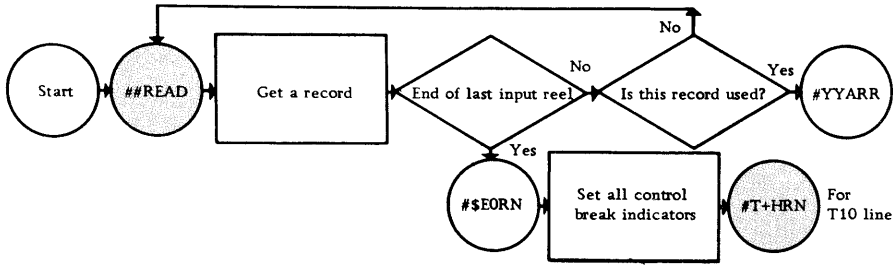 No
Start
##READ
Get a record
No
End of last input reel
Is this record used?
Yes
#YYARR
Yes
#$EORN
Set all control
break indicators
#T+HRN
For
T10 line